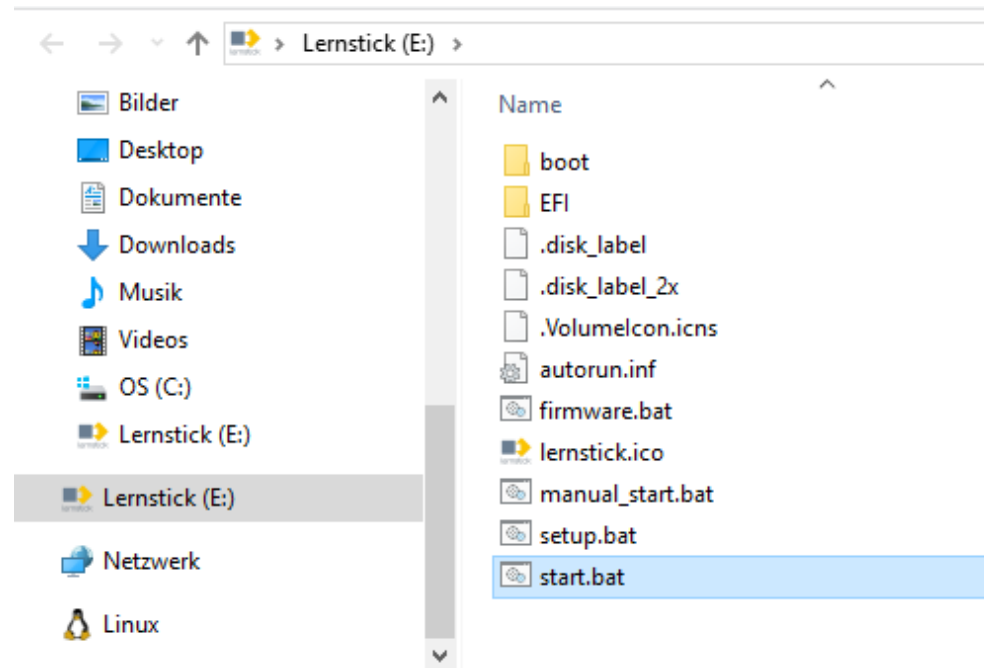 Lernstick (E:)
Bilder
Desktop
Dokumente
Downloads
Musik
Videos
OS (C:)
Lernstick (E:)
Lernstick (E:)
Netzwerk
Linux
Name
boot
EFI
.disk_label
.disk_label_2x
.VolumeIcon.icns
autorun.inf
firmware.bat
lernstick.ico
manual_start.bat
setup.bat
start.bat